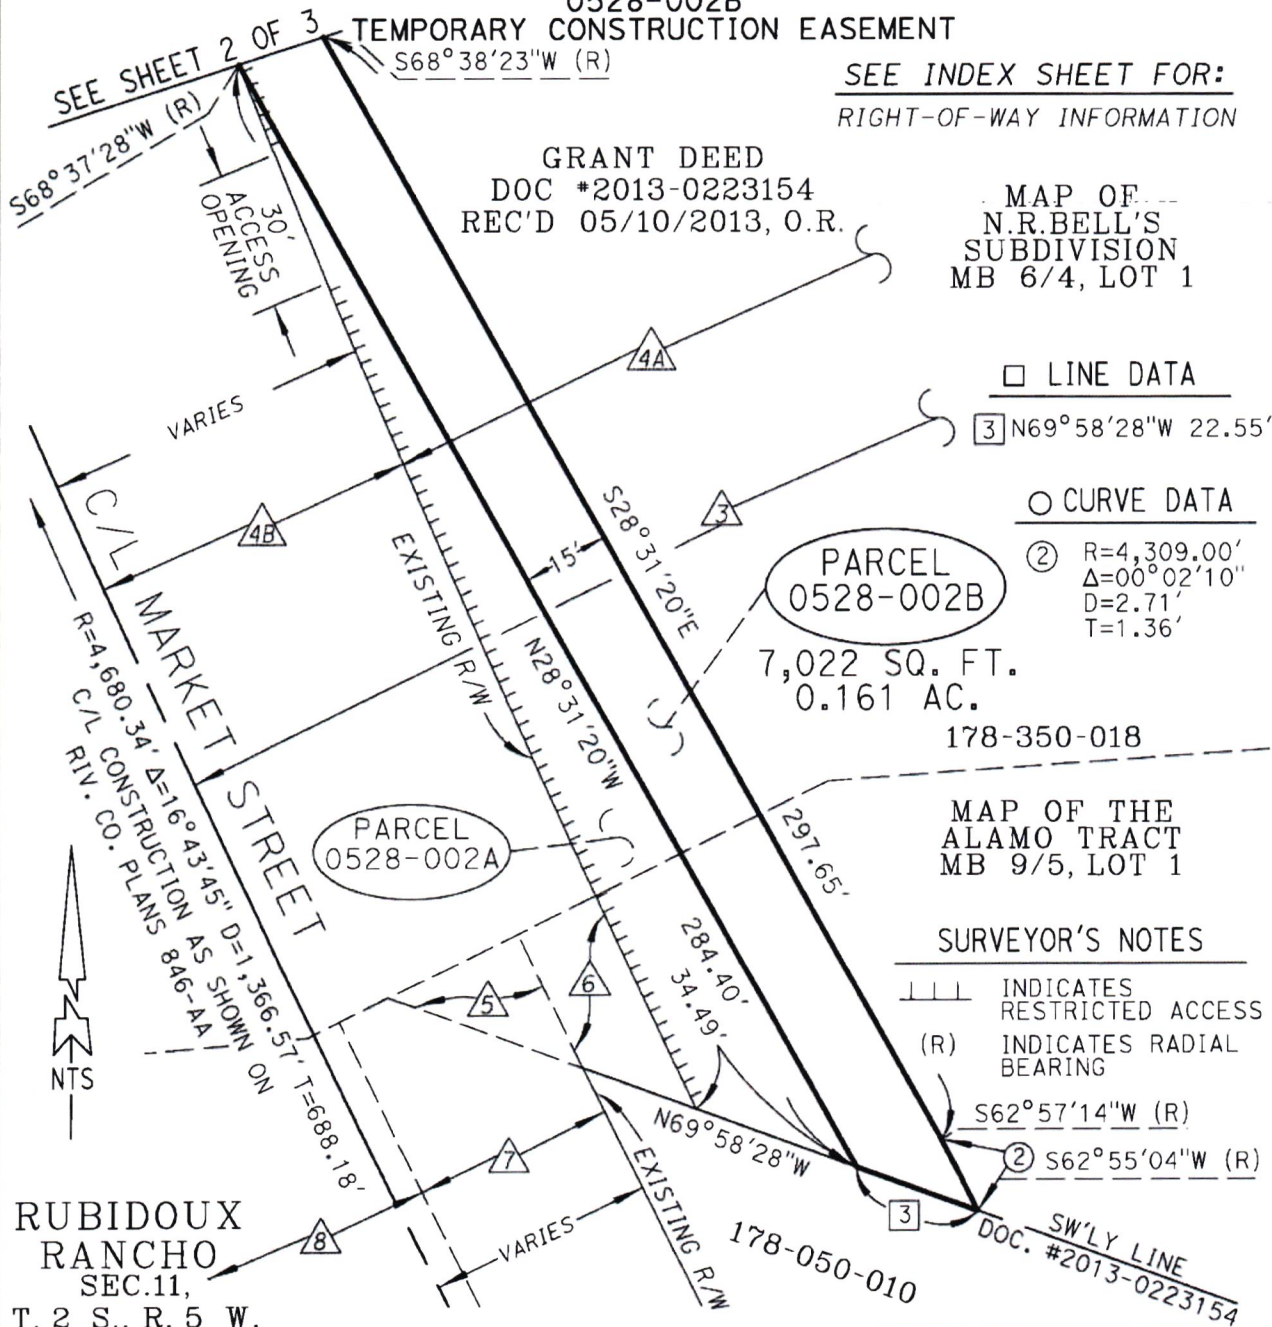 0528-002B
TEMPORARY CONSTRUCTION EASEMENT
SEE SHEET 2 OF 3
S68°38'23"W (R)
S68°37'28"W (R)
SEE INDEX SHEET FOR:
RIGHT-OF-WAY INFORMATION
GRANT DEED
DOC #2013-0223154
REC'D 05/10/2013, O.R.
MAP OF
N.R.BELL'S
SUBDIVISION
MB 6/4, LOT 1
30'
ACCESS
OPENING
4A
□ LINE DATA
3 N69°58'28"W 22.55'
VARIES
4B
3
○ CURVE DATA
2 R=4,309.00'
Δ=00°02'10"
D=2.71'
T=1.36'
C/L MARKET STREET
EXISTING R/W
15'
S28°31'20"E
N28°31'20"W
PARCEL
0528-002B
7,022 SQ. FT.
0.161 AC.
178-350-018
R=4,680.34' Δ=16°43'45" D=1,366.57' T=688.18'
C/L CONSTRUCTION AS SHOWN ON
RIV. CO. PLANS 846-AA
PARCEL
0528-002A
297.65'
MAP OF THE
ALAMO TRACT
MB 9/5, LOT 1
284.40'
34.49'
5
6
SURVEYOR'S NOTES
INDICATES
RESTRICTED ACCESS
(R) INDICATES RADIAL
BEARING
NTS
N
N69°58'28"W
S62°57'14"W (R)
2 S62°55'04"W (R)
7
8
3
VARIES
EXISTING R/W
178-050-010
SW'LY LINE
DOC. #2013-0223154
RUBIDOUX
RANCHO
SEC.11,
T. 2 S., R. 5 W.